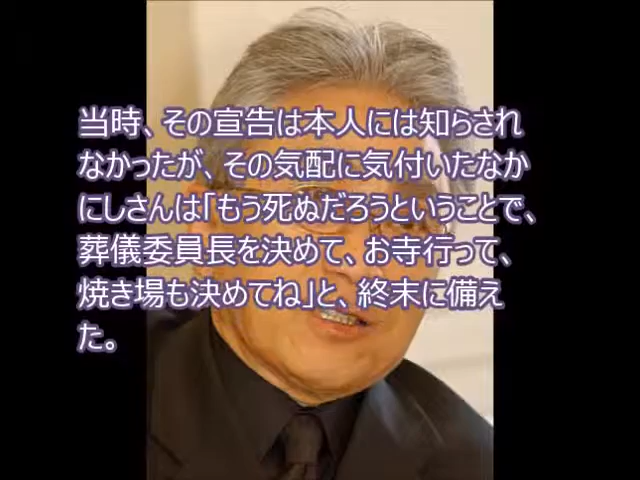 当時、その宣告は本人には知らされ
なかったが、その気配に気付いたなか
にしさんは「もう死ぬだろうということで、
葬儀委員長を決めて、お寺行って、
焼き場も決めてね」と、終末に備え
た。